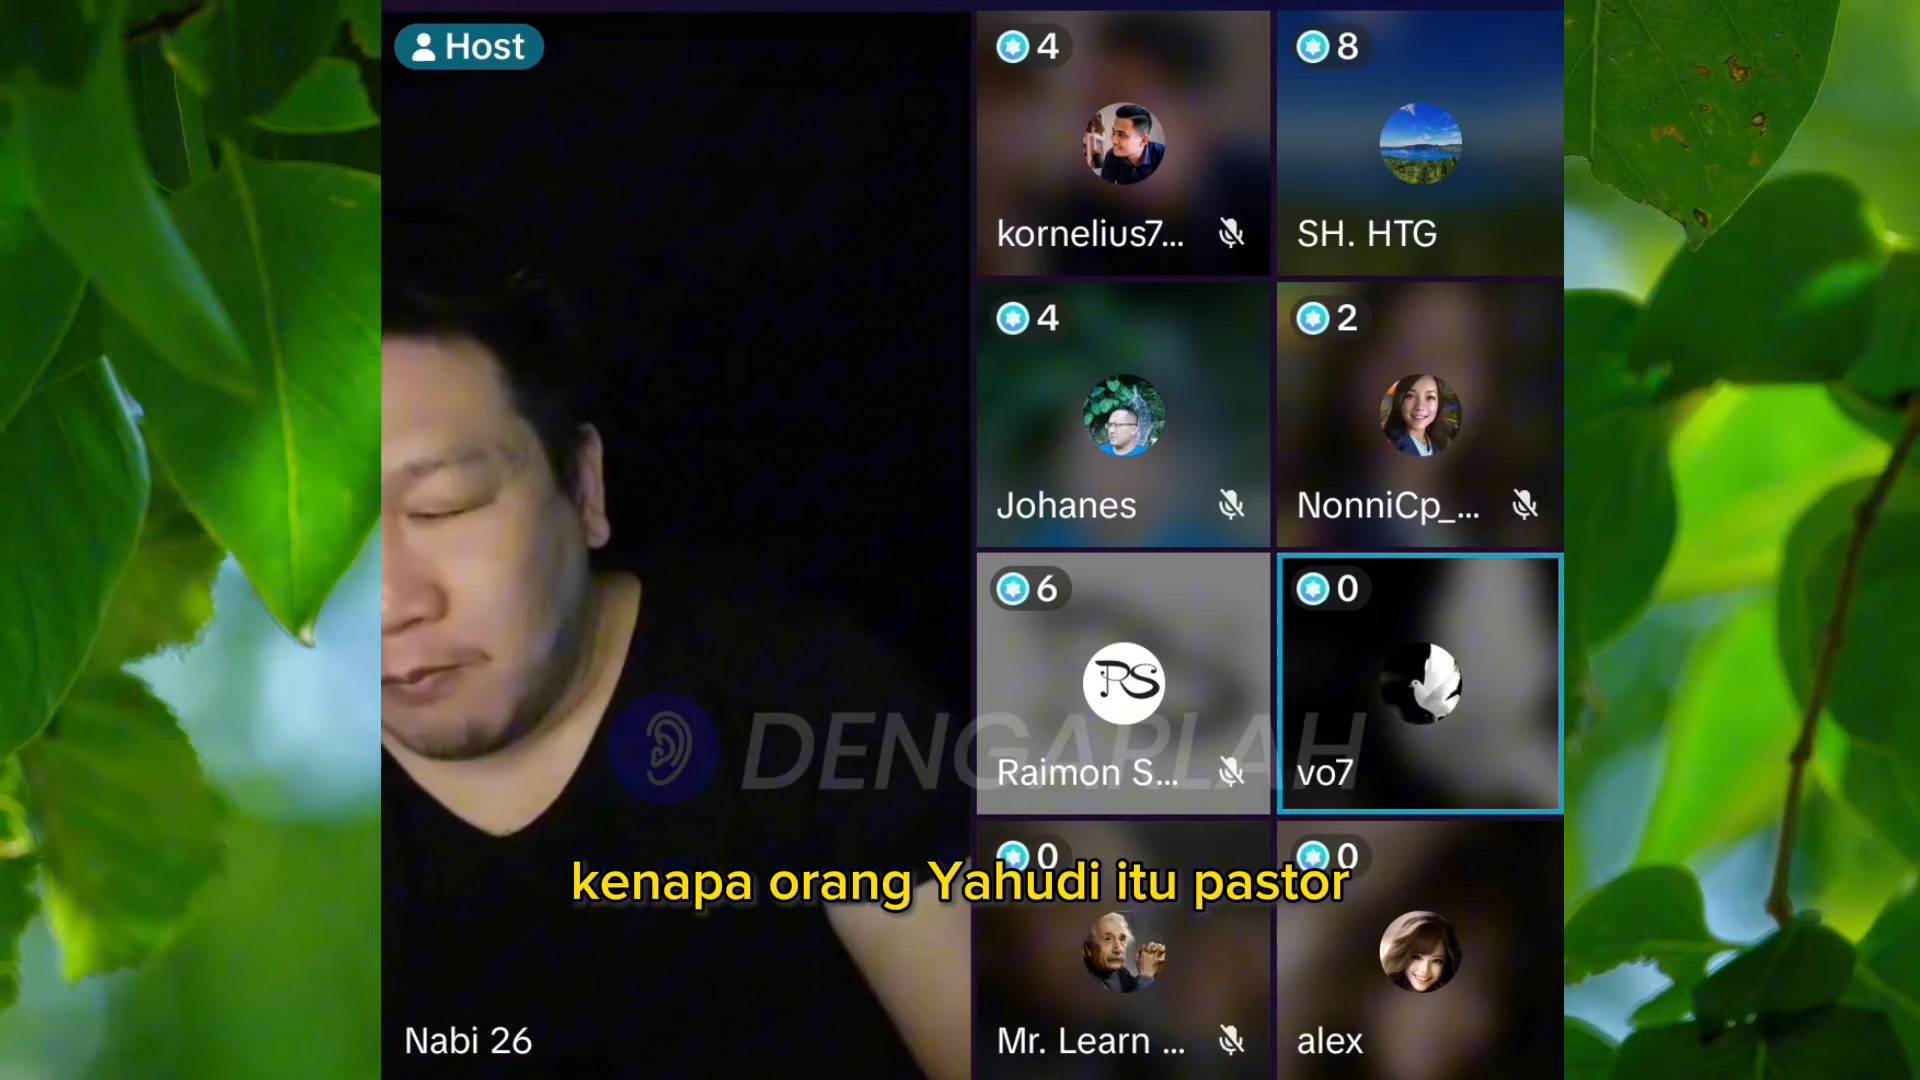 Host
4
8
kornelius7...
SH. HTG
4
2
Johanes
NonniCp_...
6
0
RS
DENGARLAH
Raimon S...
vo7
0
0
kenapa orang Yahudi itu pastor
Nabi 26
Mr. Learn ...
alex